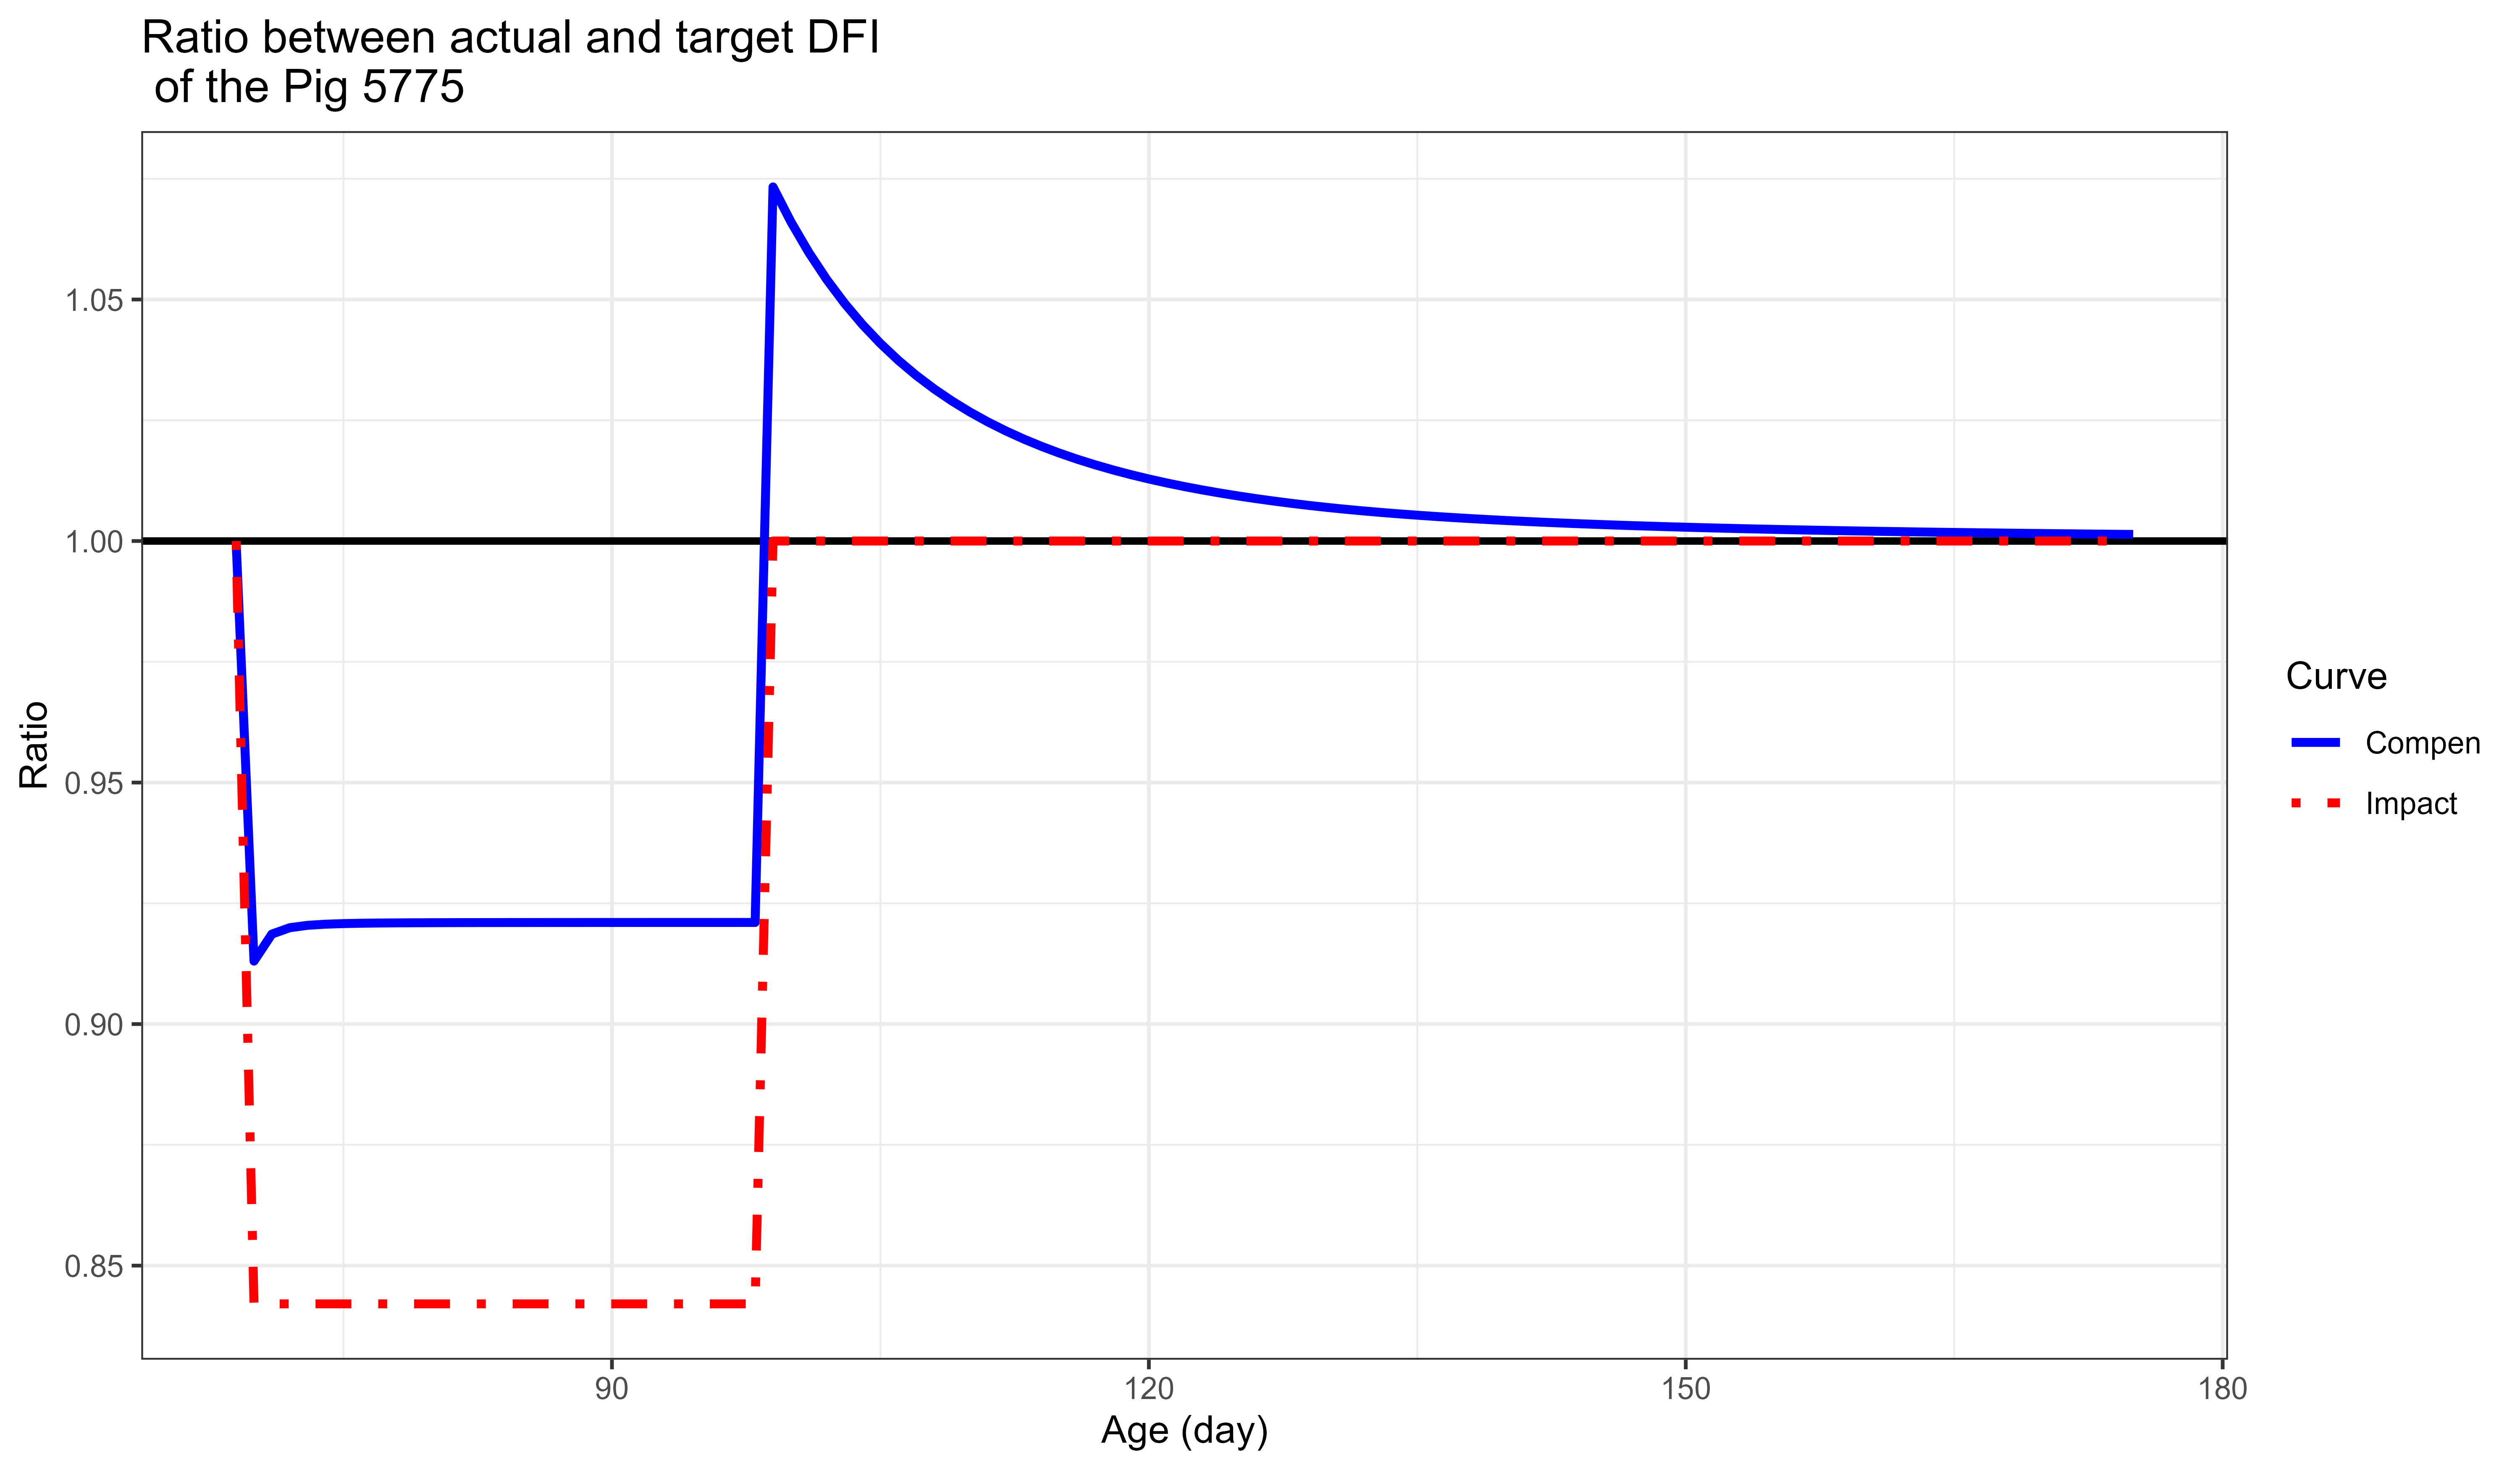 Ratio between actual and target DFI
of the Pig 5775
1.05
1.00
0.95
0.90
0.85
Ratio
90 120 150 180
Age (day)
Curve
Compen
Impact